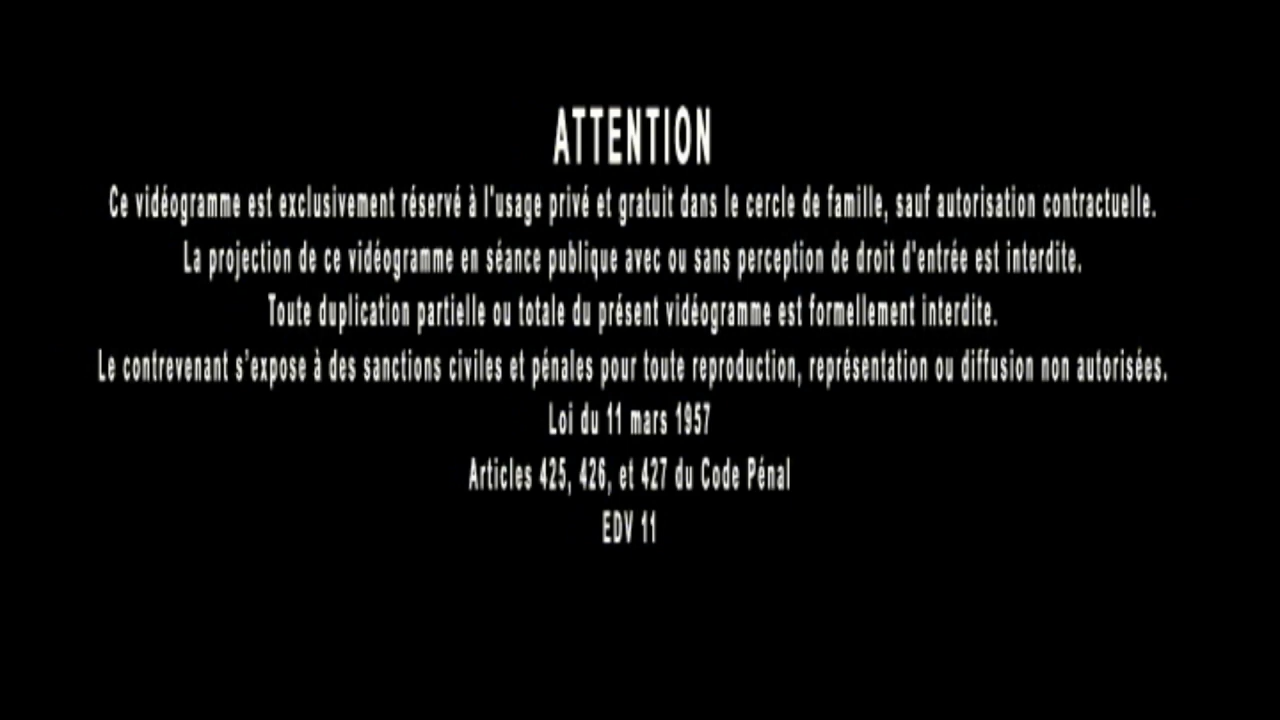 ATTENTION
Ce vidéogramme est exclusivement réservé à l'usage privé et gratuit dans le cercle de famille, sauf autorisation contractuelle.
La projection de ce vidéogramme en séance publique avec ou sans perception de droit d'entrée est interdite.
Toute duplication partielle ou totale du présent vidéogramme est formellement interdite.
Le contrevenant s'expose à des sanctions civiles et pénales pour toute reproduction, représentation ou diffusion non autorisées.
Loi du 11 mars 1957
Articles 425, 426, et 427 du Code Pénal
EDV 11